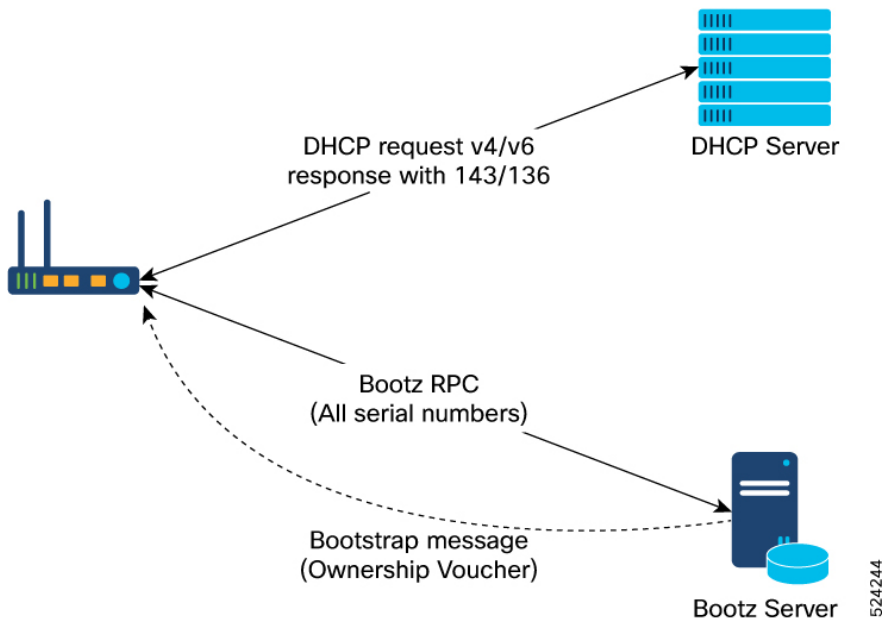 DHCP request v4/v6
response with 143/136
DHCP Server
Bootz RPC
(All serial numbers)
Bootstrap message
(Ownership Voucher)
Bootz Server
524244